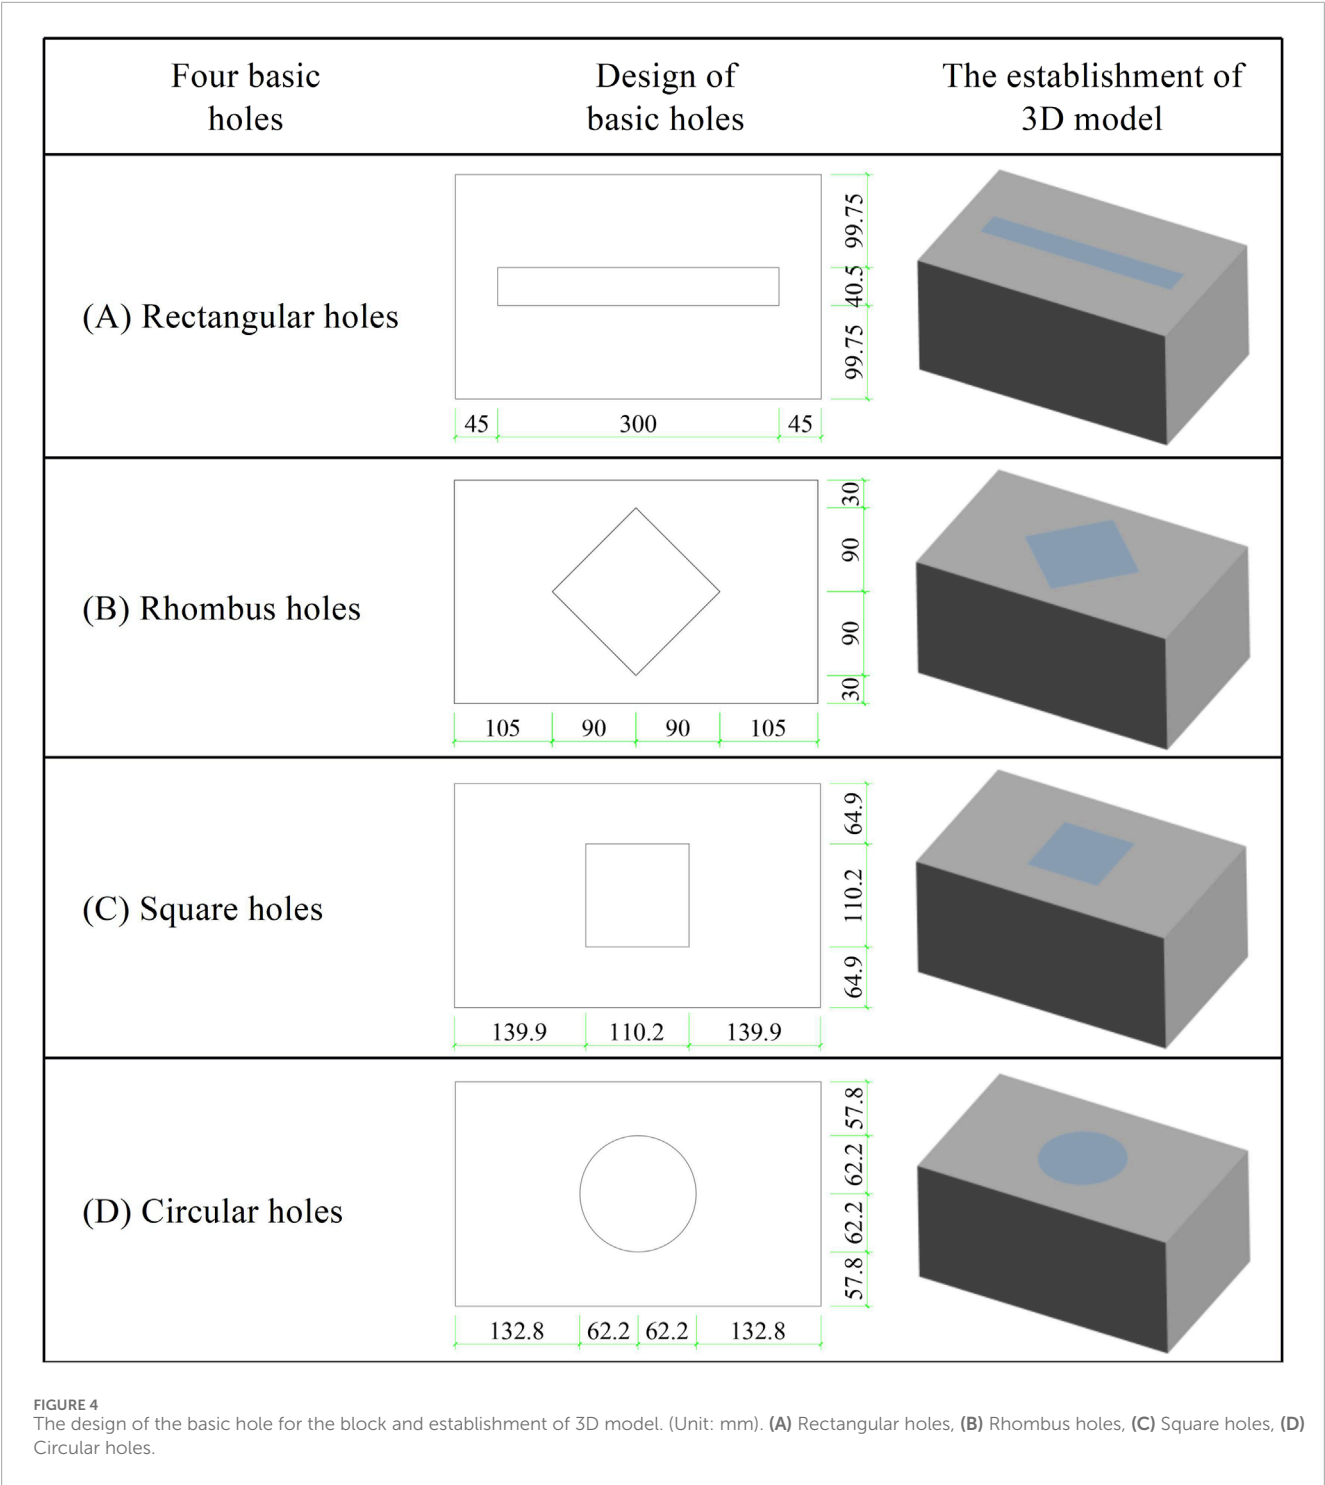 Four basic
holes
Design of
basic holes
The establishment of
3D model
(A) Rectangular holes
99.75
40.5
99.75
45 300 45
(B) Rhombus holes
30
90
90
30
105 90 90 105
(C) Square holes
64.9
110.2
64.9
139.9 110.2 139.9
(D) Circular holes
57.8
62.2
62.2
57.8
132.8 62.2 62.2 132.8
FIGURE 4
The design of the basic hole for the block and establishment of 3D model. (Unit: mm). (A) Rectangular holes, (B) Rhombus holes, (C) Square holes, (D)
Circular holes.